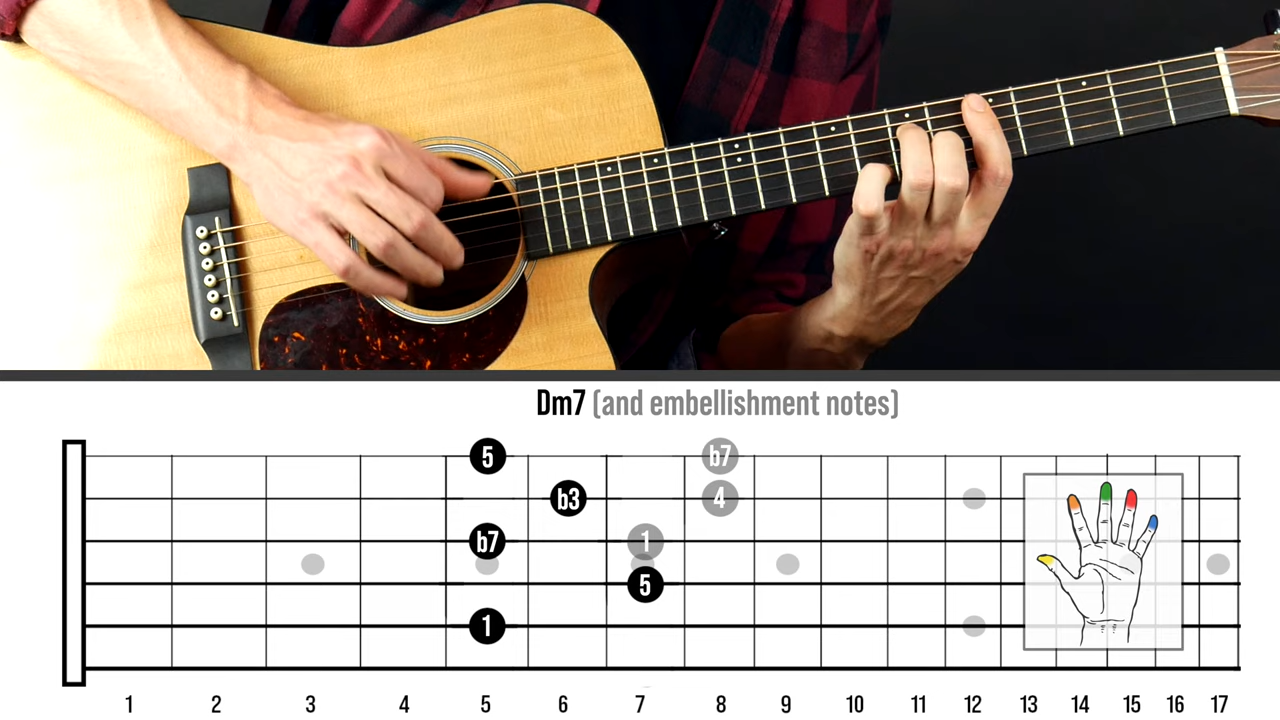 Dm7 (and embellishment notes)
5 b7
b3 4
b7 1
5
1
1 2 3 4 5 6 7 8 9 10 11 12 13 14 15 16 17